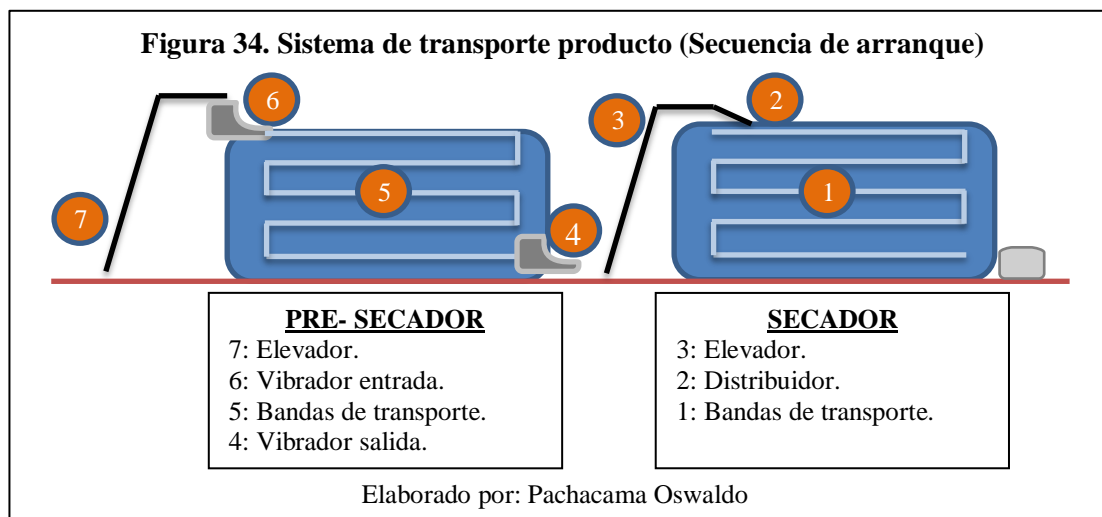 Figura 34. Sistema de transporte producto (Secuencia de arranque)
6
2
3
5
1
7
4
PRE- SECADOR
7: Elevador.
6: Vibrador entrada.
5: Bandas de transporte.
4: Vibrador salida.
SECADOR
3: Elevador.
2: Distribuidor.
1: Bandas de transporte.
Elaborado por: Pachacama Oswaldo